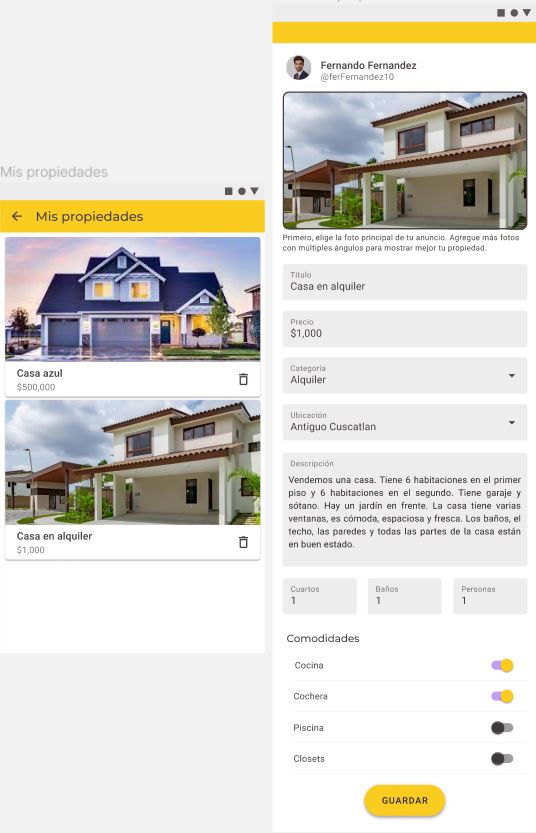 Mis propiedades
Mis propiedades
Casa azul
$500,000
Casa en alquiler
$1,000
Fernando Fernandez
@ferFernandez10
Primero, elige la foto principal de tu anuncio. Agregue más fotos
con múltiples ángulos para mostrar mejor tu propiedad.
Titulo
Casa en alquiler
Precio
$1,000
Categoria
Alquiler
Ubicación
Antiguo Cuscatlan
Descripción
Vendemos una casa. Tiene 6 habitaciones en el primer
piso y 6 habitaciones en el segundo. Tiene garaje y
sótano. Hay un jardín en frente. La casa tiene varias
ventanas, es cómoda, espaciosa y fresca. Los baños, el
techo, las paredes y todas las partes de la casa están
en buen estado.
Cuartos
1
Baños
1
Personas
1
Comodidades
Cocina
Cochera
Piscina
Closets
GUARDAR